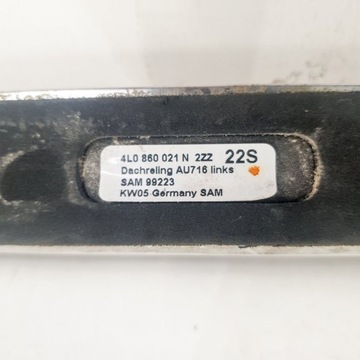 4L0 860 021 N 2ZZ 22S
Dachreling AU716 links
SAM 99223
KW05 Germany SAM